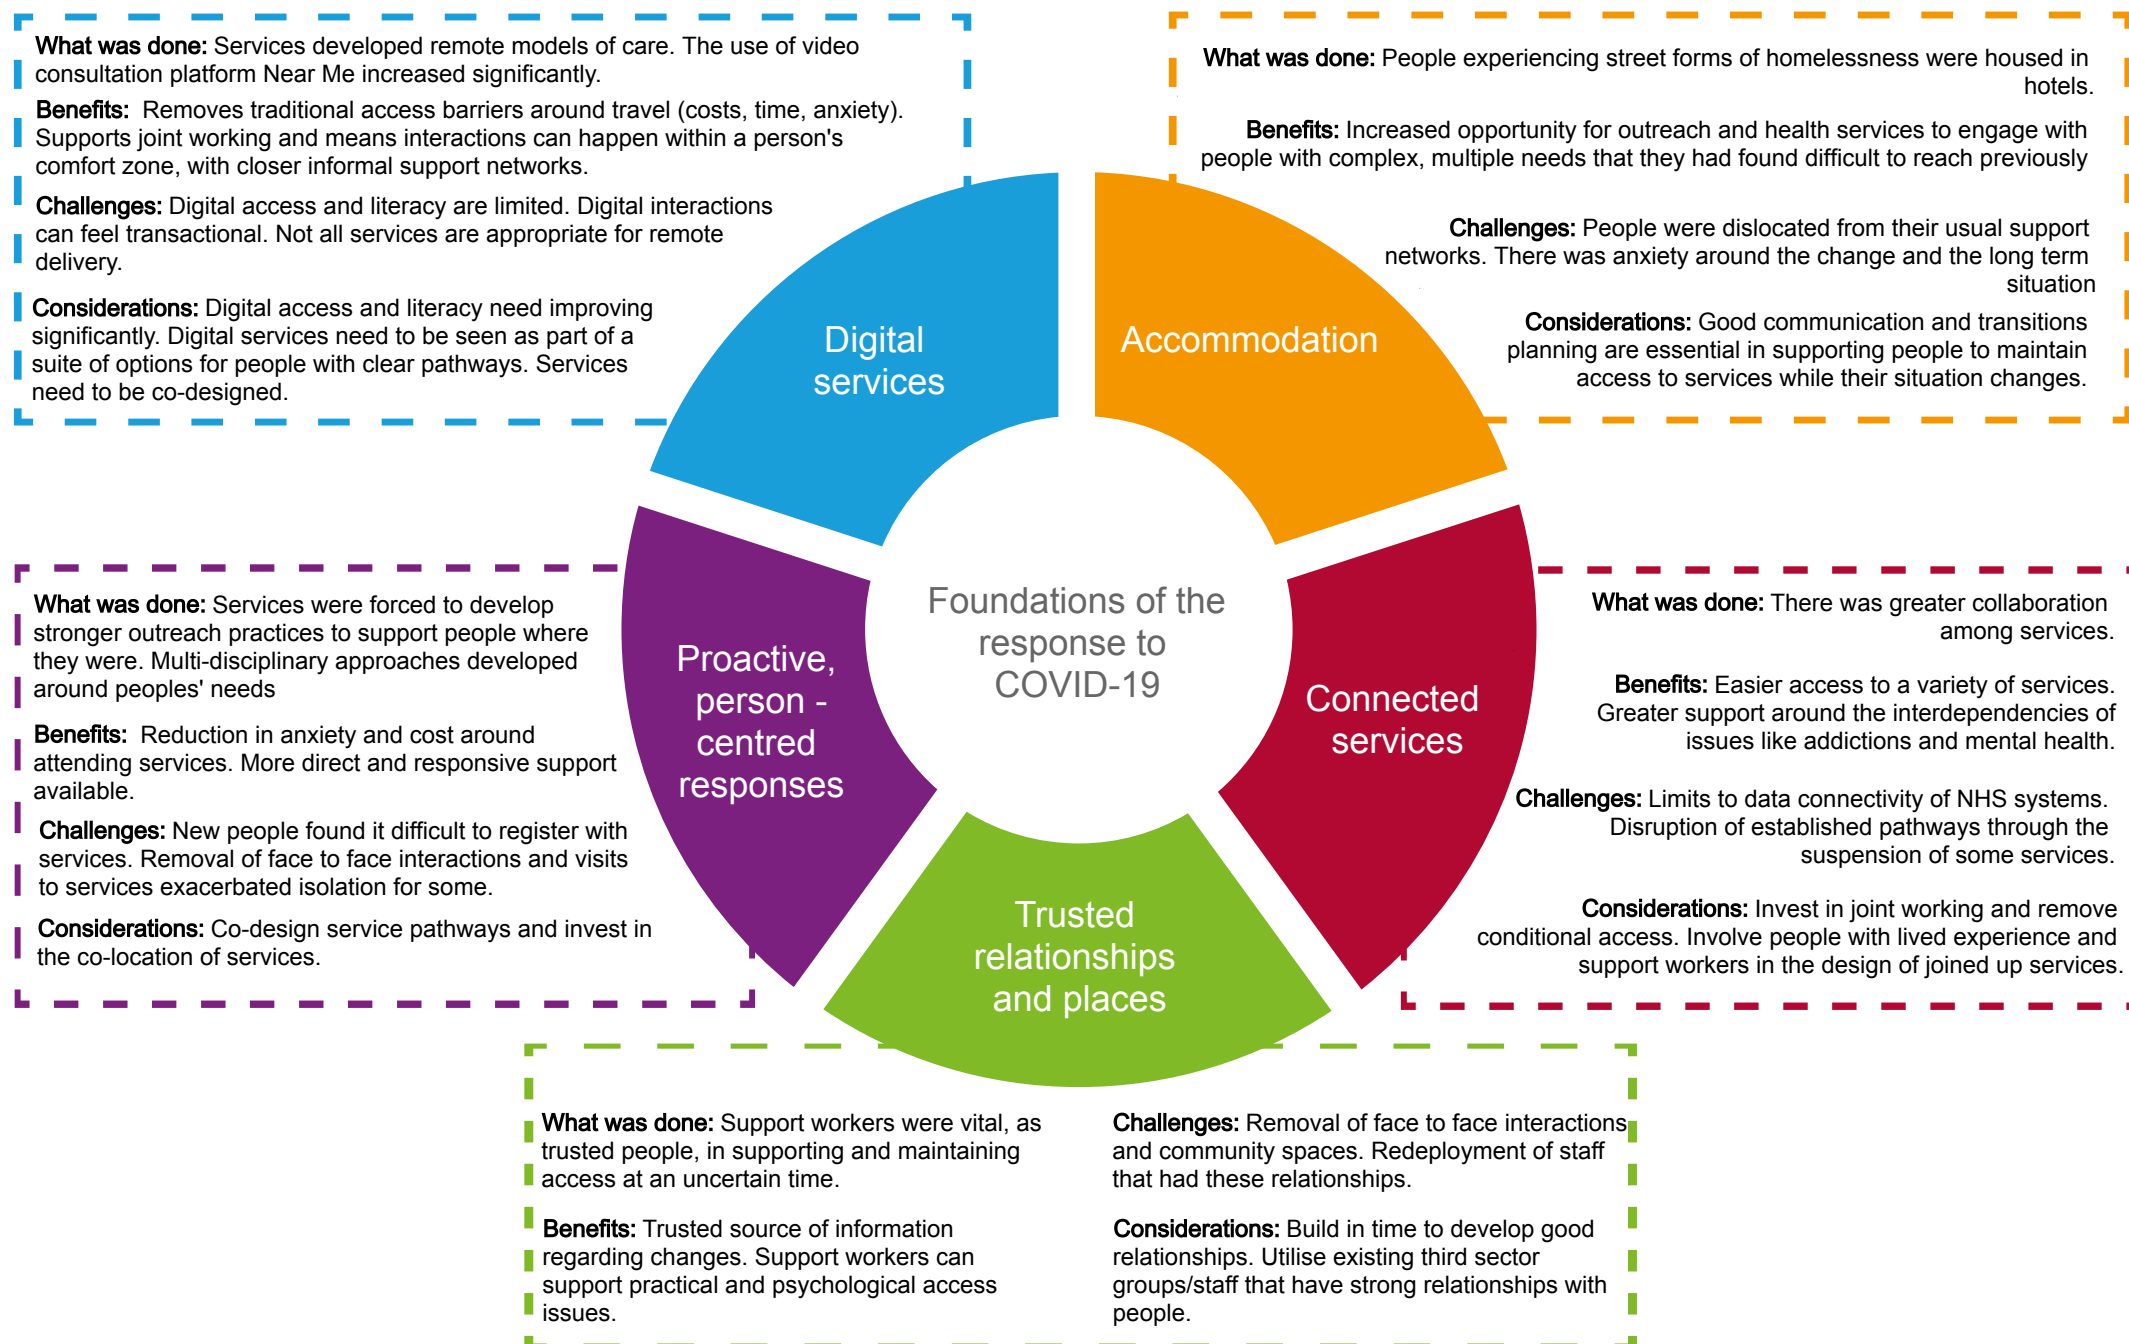 What was done: Services developed remote models of care. The use of video
consultation platform Near Me increased significantly.
Benefits:  Removes traditional access barriers around travel (costs, time, anxiety).
Supports joint working and means interactions can happen within a person's
comfort zone, with closer informal support networks.
Challenges: Digital access and literacy are limited. Digital interactions
can feel transactional. Not all services are appropriate for remote
delivery.
Considerations: Digital access and literacy need improving
significantly. Digital services need to be seen as part of a
suite of options for people with clear pathways. Services
need to be co-designed.
What was done: People experiencing street forms of homelessness were housed in
hotels.
Benefits: Increased opportunity for outreach and health services to engage with
people with complex, multiple needs that they had found difficult to reach previously
Challenges: People were dislocated from their usual support
networks. There was anxiety around the change and the long term
situation
Considerations: Good communication and transitions
planning are essential in supporting people to maintain
access to services while their situation changes.
Digital
services
Accommodation
Foundations of the
response to
COVID-19
Proactive,
person -
centred
responses
Connected
services
Trusted
relationships
and places
What was done: Services were forced to develop
stronger outreach practices to support people where
they were. Multi-disciplinary approaches developed
around peoples' needs
Benefits:  Reduction in anxiety and cost around
attending services. More direct and responsive support
available.
Challenges: New people found it difficult to register with
services. Removal of face to face interactions and visits
to services exacerbated isolation for some.
Considerations: Co-design service pathways and invest in
the co-location of services.
What was done: There was greater collaboration
among services.
Benefits: Easier access to a variety of services.
Greater support around the interdependencies of
issues like addictions and mental health.
Challenges: Limits to data connectivity of NHS systems.
Disruption of established pathways through the
suspension of some services.
Considerations: Invest in joint working and remove
conditional access. Involve people with lived experience and
support workers in the design of joined up services.
What was done: Support workers were vital, as
trusted people, in supporting and maintaining
access at an uncertain time.
Benefits: Trusted source of information
regarding changes. Support workers can
support practical and psychological access
issues.
Challenges: Removal of face to face interactions
and community spaces. Redeployment of staff
that had these relationships.
Considerations: Build in time to develop good
relationships. Utilise existing third sector
groups/staff that have strong relationships with
people.